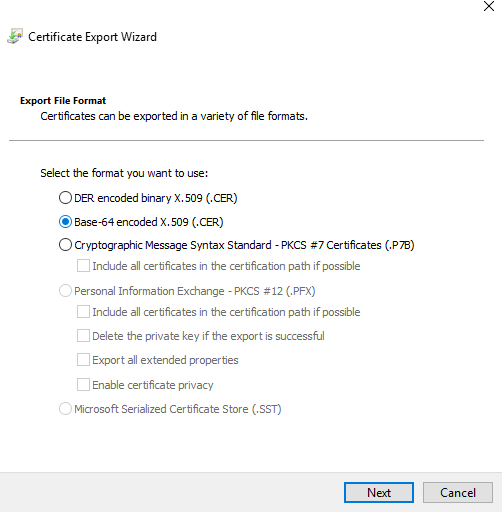 Certificate Export Wizard
Export File Format
Certificates can be exported in a variety of file formats.
Select the format you want to use:
DER encoded binary X.509 (.CER)
Base-64 encoded X.509 (.CER)
Cryptographic Message Syntax Standard - PKCS #7 Certificates (.P7B)
Include all certificates in the certification path if possible
Personal Information Exchange - PKCS #12 (.PFX)
Include all certificates in the certification path if possible
Delete the private key if the export is successful
Export all extended properties
Enable certificate privacy
Microsoft Serialized Certificate Store (.SST)
Next Cancel